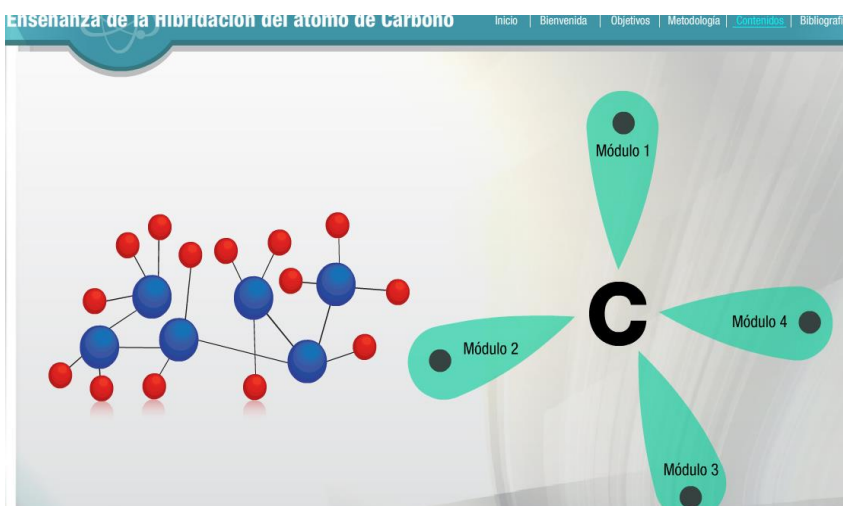 Enseñanza de la Hibridación del átomo de Carbono
Inicio | Bienvenida | Objetivos | Metodología | Contenidos | Bibliografí
Módulo 1
C
Módulo 4
Módulo 2
Módulo 3